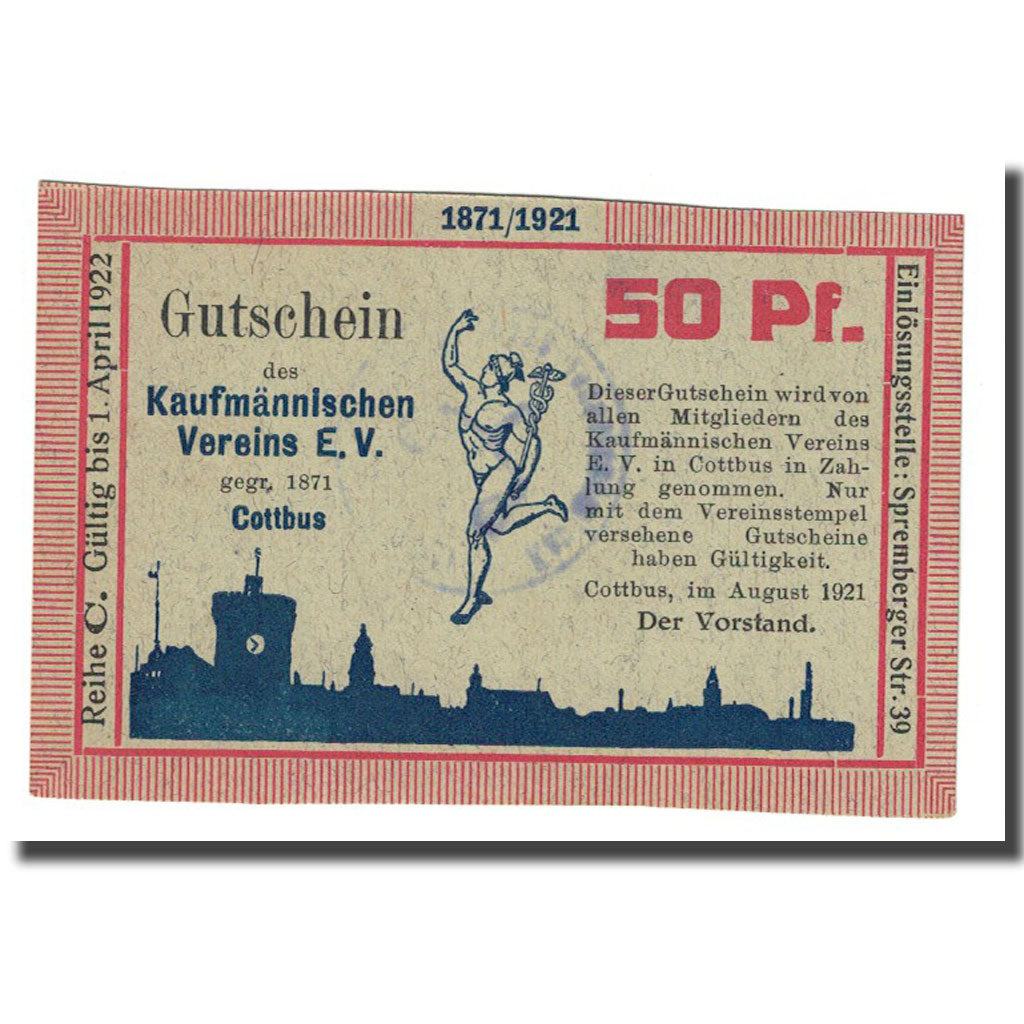 1871/1921
Reihe C. Gültig bis 1. April 1922
Gutschein
des
Kaufmännischen
Vereins E. V.
gegr. 1871
Cottbus
50 Pf.
Dieser Gutschein wird von
allen Mitgliedern des
Kaufmännischen Vereins
E. V. in Cottbus in Zah-
lung genommen. Nur
mit dem Vereinsstempel
versehene Gutscheine
haben Gültigkeit.
Cottbus, im August 1921
Der Vorstand.
Einlösungsstelle: Spremberger Str. 39